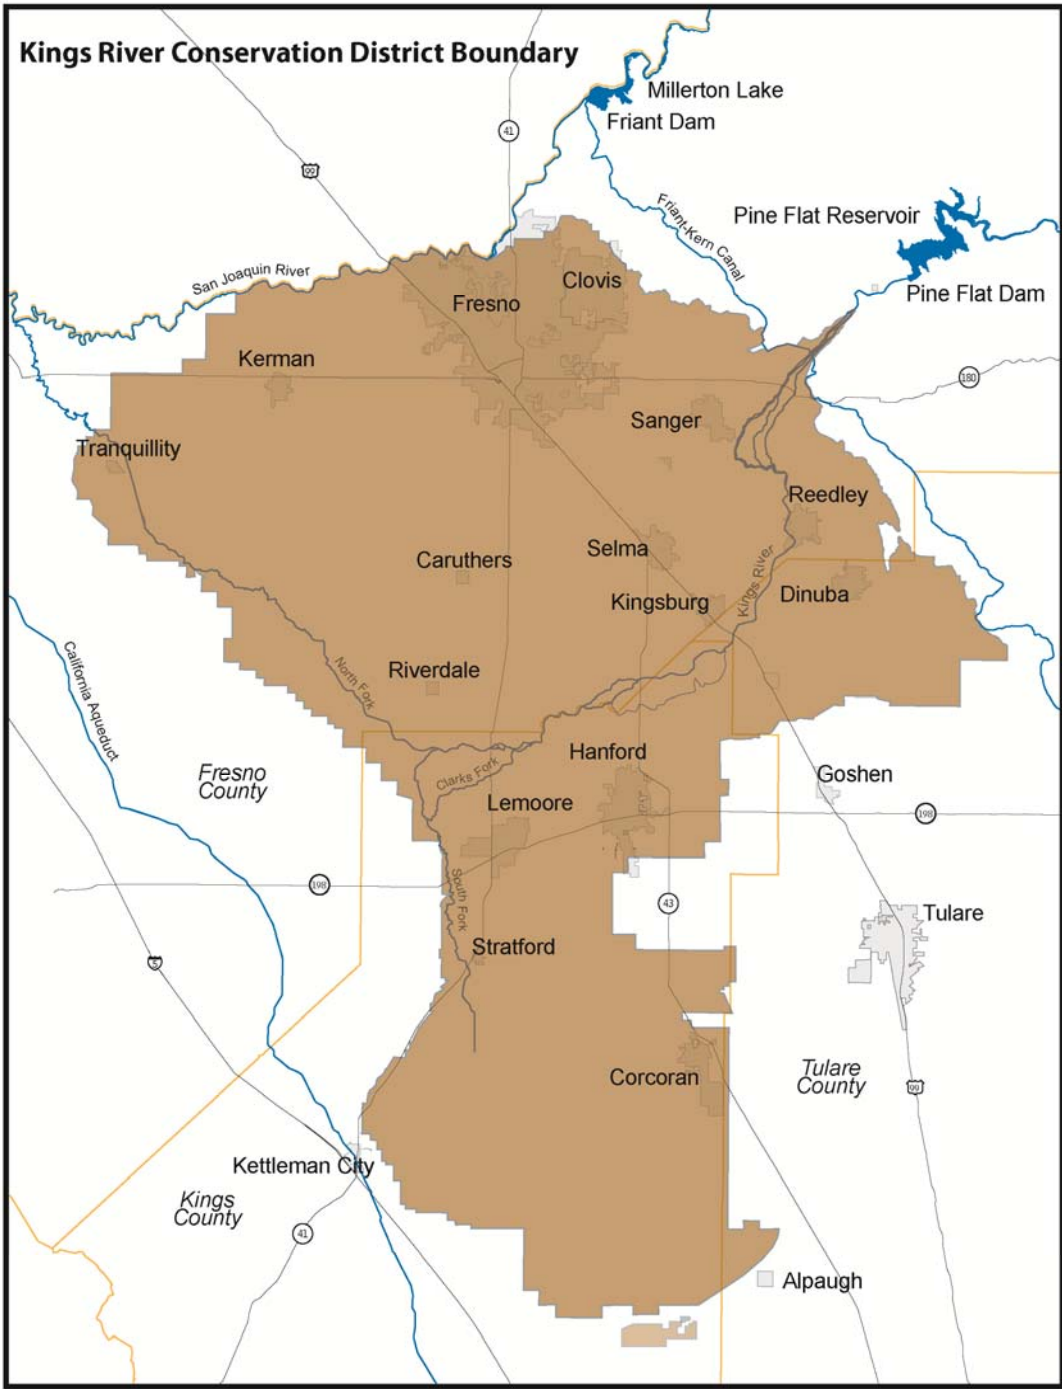 Kings River Conservation District Boundary
Millerton Lake
Friant Dam
41
99
Friant-Kern Canal
Pine Flat Reservoir
Pine Flat Dam
San Joaquin River
Clovis
Fresno
Kerman
180
Sanger
Tranquillity
Reedley
Selma
Caruthers
Kings River
Dinuba
Kingsburg
California Aqueduct
North Fork
Riverdale
Hanford
Fresno
County
Clarks Fork
Goshen
Lemoore
198
198
South Fork
43
Tulare
Stratford
5
Corcoran
Tulare
County
99
Kettleman City
Kings
County
41
Alpaugh